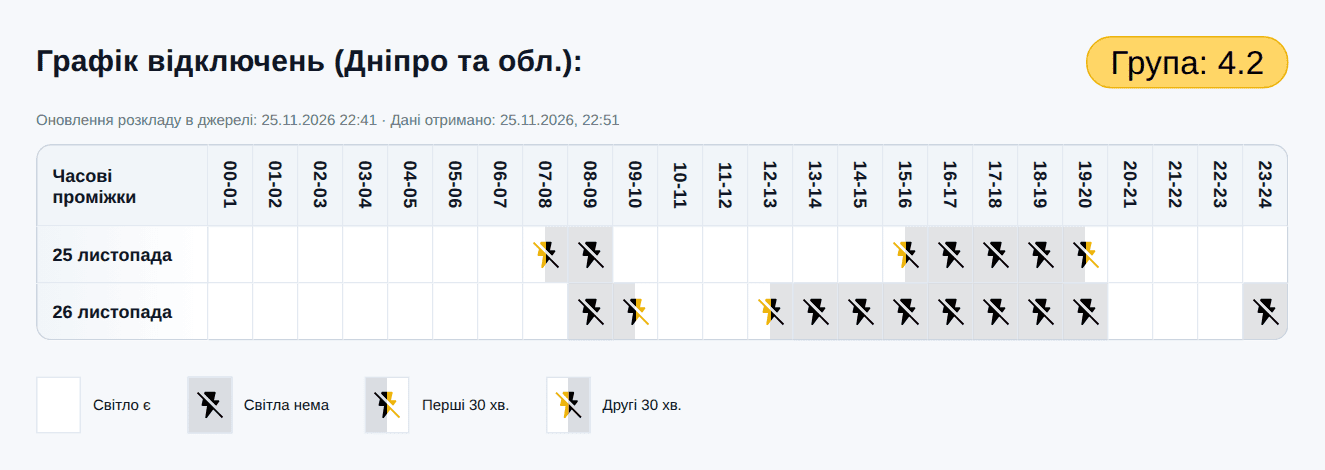 Графік відключень (Дніпро та обл.):
Група: 4.2
Оновлення розкладу в джерелі: 25.11.2026 22:41 · Дані отримано: 25.11.2026, 22:51
Часові
проміжки
00-01
01-02
02-03
03-04
04-05
05-06
06-07
07-08
08-09
09-10
10-11
11-12
12-13
13-14
14-15
15-16
16-17
17-18
18-19
19-20
20-21
21-22
22-23
23-24
25 листопада
26 листопада
Світло є
Світла нема
Перші 30 хв.
Другі 30 хв.